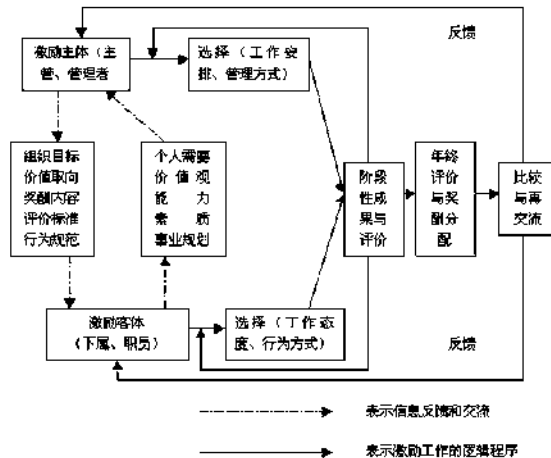 反馈
激励主体（主
管、管理者
选择（工作安
排、管理方式）
组织目标
价值取向
奖酬内容
评价标准
行为规范
个人需要
价值观
能力
素质
事业规划
阶段
性成
果与
评价
年终
评价
与奖
酬分
配
比较
与再
交流
激励客体
（下属、职员）
选择（工作态
度、行为方式）
反馈
表示信息反馈和交流
表示激励工作的逻辑程序